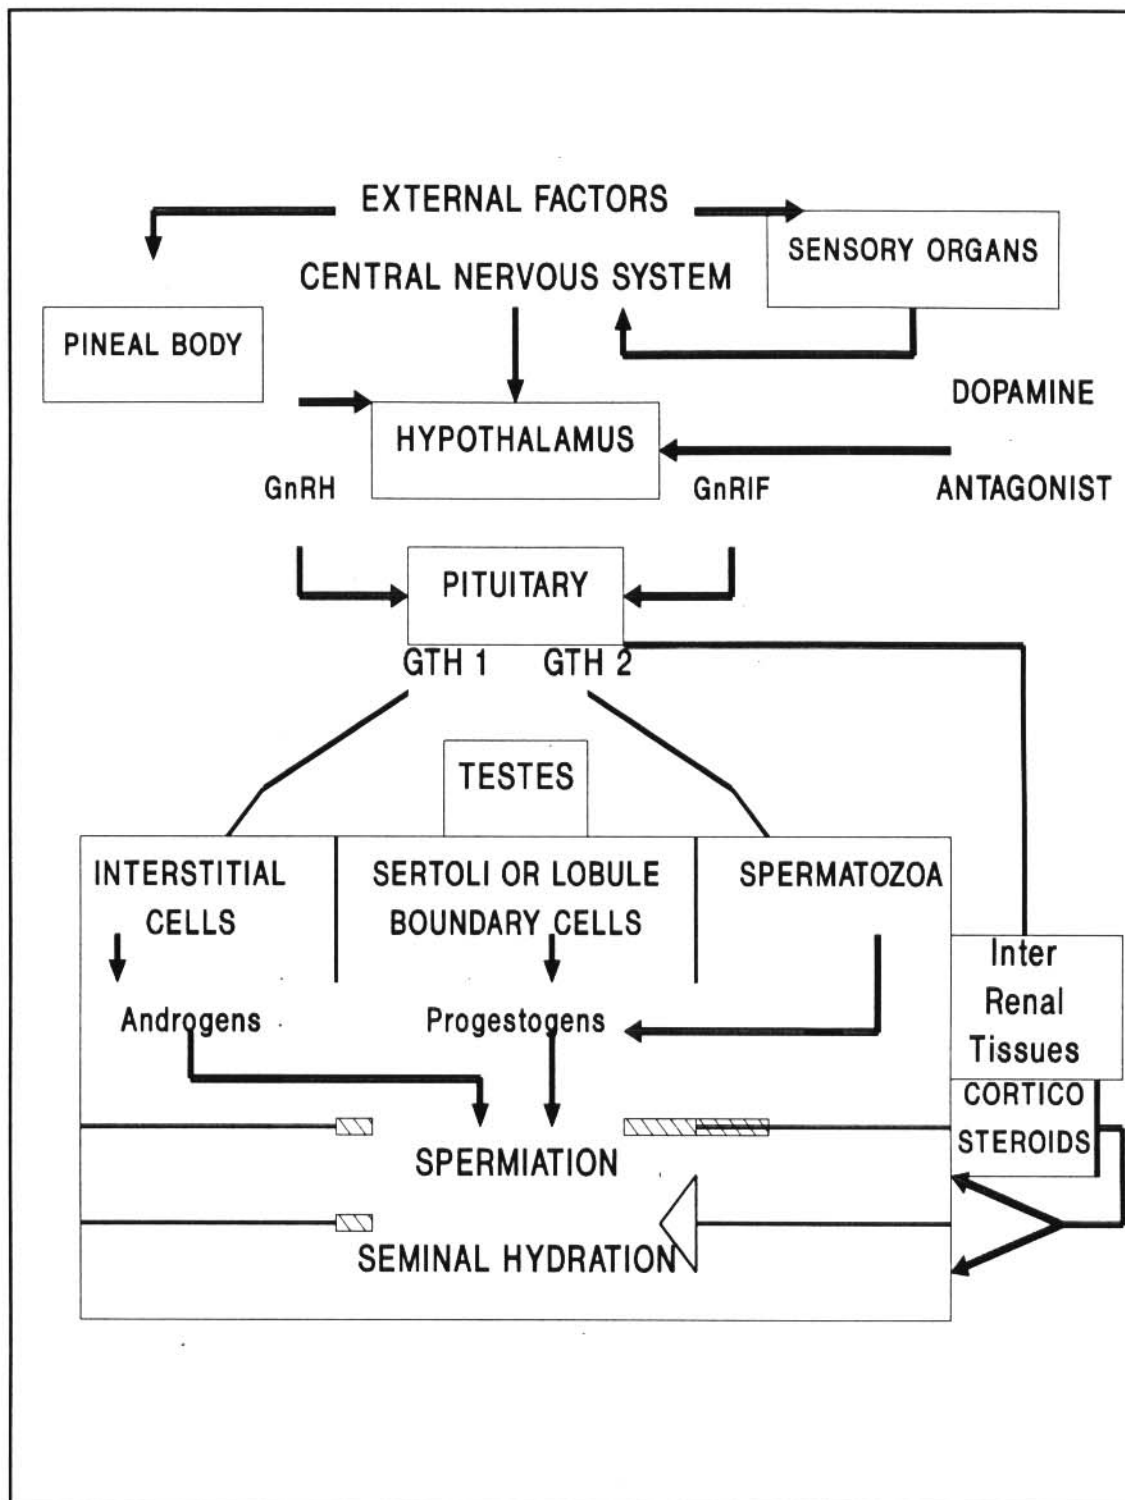 EXTERNAL FACTORS
SENSORY ORGANS
CENTRAL NERVOUS SYSTEM
PINEAL BODY
DOPAMINE
HYPOTHALAMUS
GnRH
GnRIF
ANTAGONIST
PITUITARY
GTH 1
GTH 2
TESTES
INTERSTITIAL
CELLS
SERTOLI OR LOBULE
BOUNDARY CELLS
SPERMATOZOA
Inter
Renal
Tissues
Androgens
Progestogens
CORTICO
STEROIDS
SPERMIATION
SEMINAL HYDRATION